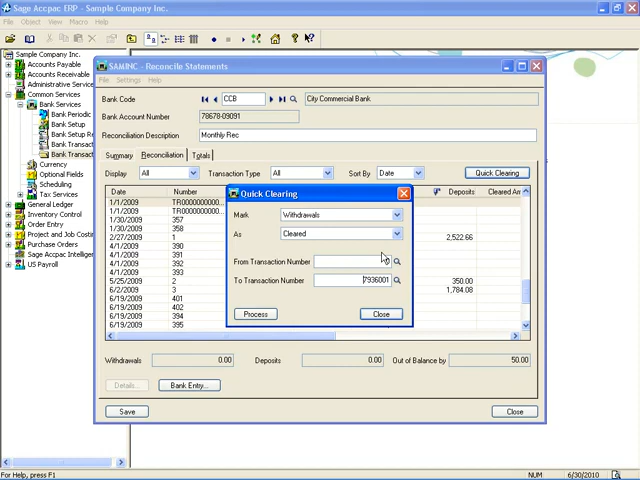 Sage Accpac ERP - Sample Company Inc.
File Object View Macro Help
Sample Company Inc.
Accounts Payable
Accounts Receivable
Administrative Service
Common Services
Bank Services
Bank Periodic
Bank Setup
Bank Setup Re
Bank Transact
Currency
Optional Fields
Scheduling
Tax Services
General Ledger
Inventory Control
Order Entry
Project and Job Costin
Purchase Orders
US Payroll
SAMINC - Reconcile Statements
File Settings Help
Bank Code CCB City Commercial Bank
Bank Account Number 78678-09091
Reconciliation Description Monthly Rec
Summary Reconciliation Totals
Display All Transaction Type All Sort By Date Quick Clearing
Date Number Deposits Cleared Am
1/1/2009 TR0000000000...
1/1/2009 TR0000000000...
1/30/2009 357
1/30/2009 358
2/27/2009 1 2,522.66
4/1/2009 390
4/1/2009 391
4/1/2009 392
4/1/2009 393
5/25/2009 2 350.00
6/2/2009 3 1,784.08
6/19/2009 401
6/19/2009 402
6/19/2009 394
6/19/2009 395
Quick Clearing
Mark Withdrawals
As Cleared
From Transaction Number
To Transaction Number 7936001
Process Close
Withdrawals 0.00 Deposits 0.00 Out of Balance by 50.00
Details... Bank Entry...
Save Close
For Help, press F1 NUM 6/30/2010